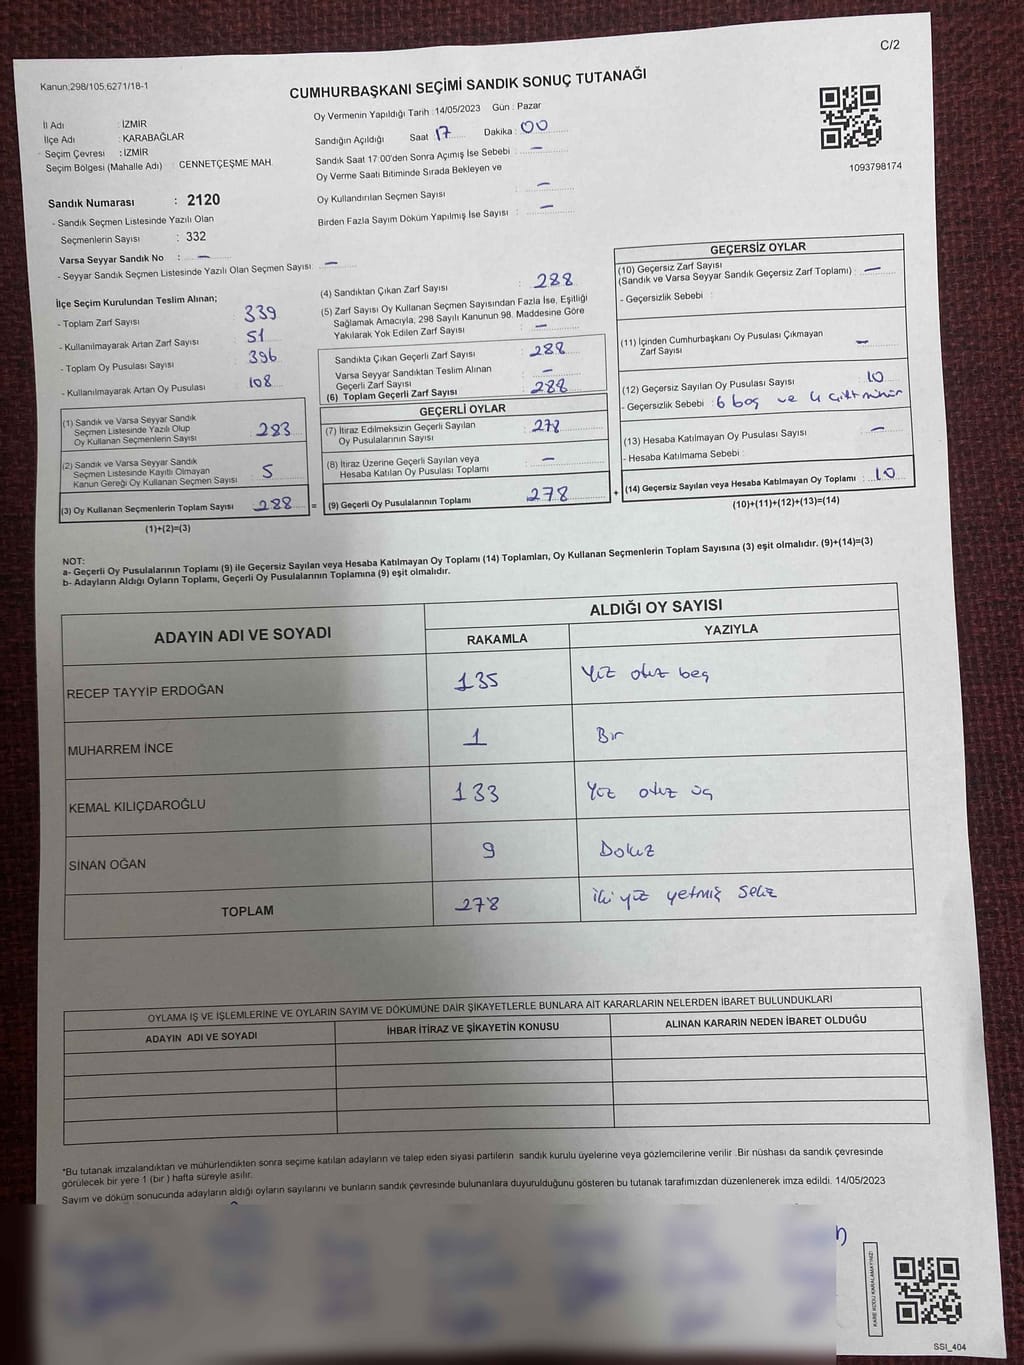 C/2
Kanun;298/105,6271/18-1
CUMHURBAŞKANI SEÇİMİ SANDIK SONUÇ TUTANAĞI
İl Adı : İZMİR
İlçe Adı : KARABAĞLAR
Seçim Çevresi : İZMİR
Seçim Bölgesi (Mahalle Adı) : CENNETÇEŞME MAH.
Oy Vermenin Yapıldığı Tarih : 14/05/2023 Gün : Pazar
Sandığın Açıldığı Saat 17 Dakika : 00
Sandık Saat 17:00'den Sonra Açımış İse Sebebi : —
Oy Verme Saati Bitiminde Sırada Bekleyen ve
Oy Kullandırılan Seçmen Sayısı : —
Birden Fazla Sayım Döküm Yapılmış İse Sayısı : —
1093798174
Sandık Numarası : 2120
- Sandık Seçmen Listesinde Yazılı Olan
Seçmenlerin Sayısı : 332
Varsa Seyyar Sandık No : —
- Seyyar Sandık Seçmen Listesinde Yazılı Olan Seçmen Sayısı: —
İlçe Seçim Kurulundan Teslim Alınan;
- Toplam Zarf Sayısı 339
- Kullanılmayarak Artan Zarf Sayısı 51
- Toplam Oy Pusulası Sayısı 396
- Kullanılmayarak Artan Oy Pusulası 108
(1) Sandık ve Varsa Seyyar Sandık
Seçmen Listesinde Yazılı Olup
Oy Kullanan Seçmenlerin Sayısı 283
(2) Sandık ve Varsa Seyyar Sandık
Seçmen Listesinde Kayıtlı Olmayan
Kanun Gereği Oy Kullanan Seçmen Sayısı 5
(3) Oy Kullanan Seçmenlerin Toplam Sayısı 288 =
(1)+(2)=(3)
(4) Sandıktan Çıkan Zarf Sayısı : 288
(5) Zarf Sayısı Oy Kullanan Seçmen Sayısından Fazla İse, Eşitliği
Sağlamak Amacıyla, 298 Sayılı Kanunun 98. Maddesine Göre
Yakılarak Yok Edilen Zarf Sayısı : —
Sandıkta Çıkan Geçerli Zarf Sayısı : 288
Varsa Seyyar Sandıktan Teslim Alınan
Geçerli Zarf Sayısı : —
(6) Toplam Geçerli Zarf Sayısı : 288
GEÇERLİ OYLAR
(7) İtiraz Edilmeksizin Geçerli Sayılan
Oy Pusulalarının Sayısı : 278
(8) İtiraz Üzerine Geçerli Sayılan veya
Hesaba Katılan Oy Pusulası Toplamı : —
(9) Geçerli Oy Pusulalarının Toplamı : 278 +
GEÇERSİZ OYLAR
(10) Geçersiz Zarf Sayısı
(Sandık ve Varsa Seyyar Sandık Geçersiz Zarf Toplamı) : —
- Geçersizlik Sebebi :
(11) İçinden Cumhurbaşkanı Oy Pusulası Çıkmayan
Zarf Sayısı : —
(12) Geçersiz Sayılan Oy Pusulası Sayısı : 10
- Geçersizlik Sebebi : 6 boş ve 4 çift mühür
(13) Hesaba Katılmayan Oy Pusulası Sayısı : —
- Hesaba Katılmama Sebebi :
(14) Geçersiz Sayılan veya Hesaba Katılmayan Oy Toplamı : 10
(10)+(11)+(12)+(13)=(14)
NOT:
a- Geçerli Oy Pusulalarının Toplamı (9) ile Geçersiz Sayılan veya Hesaba Katılmayan Oy Toplamı (14) Toplamları, Oy Kullanan Seçmenlerin Toplam Sayısına (3) eşit olmalıdır. (9)+(14)=(3)
b- Adayların Aldığı Oyların Toplamı, Geçerli Oy Pusulalarının Toplamına (9) eşit olmalıdır.
ADAYIN ADI VE SOYADI
ALDIĞI OY SAYISI
RAKAMLA YAZIYLA
RECEP TAYYİP ERDOĞAN 135 Yüz otuz beş
MUHARREM İNCE 1 Bir
KEMAL KILIÇDAROĞLU 133 Yüz otuz üç
SİNAN OĞAN 9 Dokuz
TOPLAM 278 iki yüz yetmiş sekiz
OYLAMA İŞ VE İŞLEMLERİNE VE OYLARIN SAYIM VE DÖKÜMÜNE DAİR ŞİKAYETLERLE BUNLARA AİT KARARLARIN NELERDEN İBARET BULUNDUKLARI
ADAYIN ADI VE SOYADI İHBAR İTİRAZ VE ŞİKAYETİN KONUSU ALINAN KARARIN NEDEN İBARET OLDUĞU
*Bu tutanak imzalandıktan ve mühürlendikten sonra seçime katılan adayların ve talep eden siyasi partilerin sandık kurulu üyelerine veya gözlemcilerine verilir .Bir nüshası da sandık çevresinde
görülecek bir yere 1 (bir ) hafta süreyle asılır.
Sayım ve döküm sonucunda adayların aldığı oyların sayılarını ve bunların sandık çevresinde bulunanlara duyurulduğunu gösteren bu tutanak tarafımızdan düzenlenerek imza edildi. 14/05/2023
KARE KODU KARALAMAYINIZ!
SSI_404